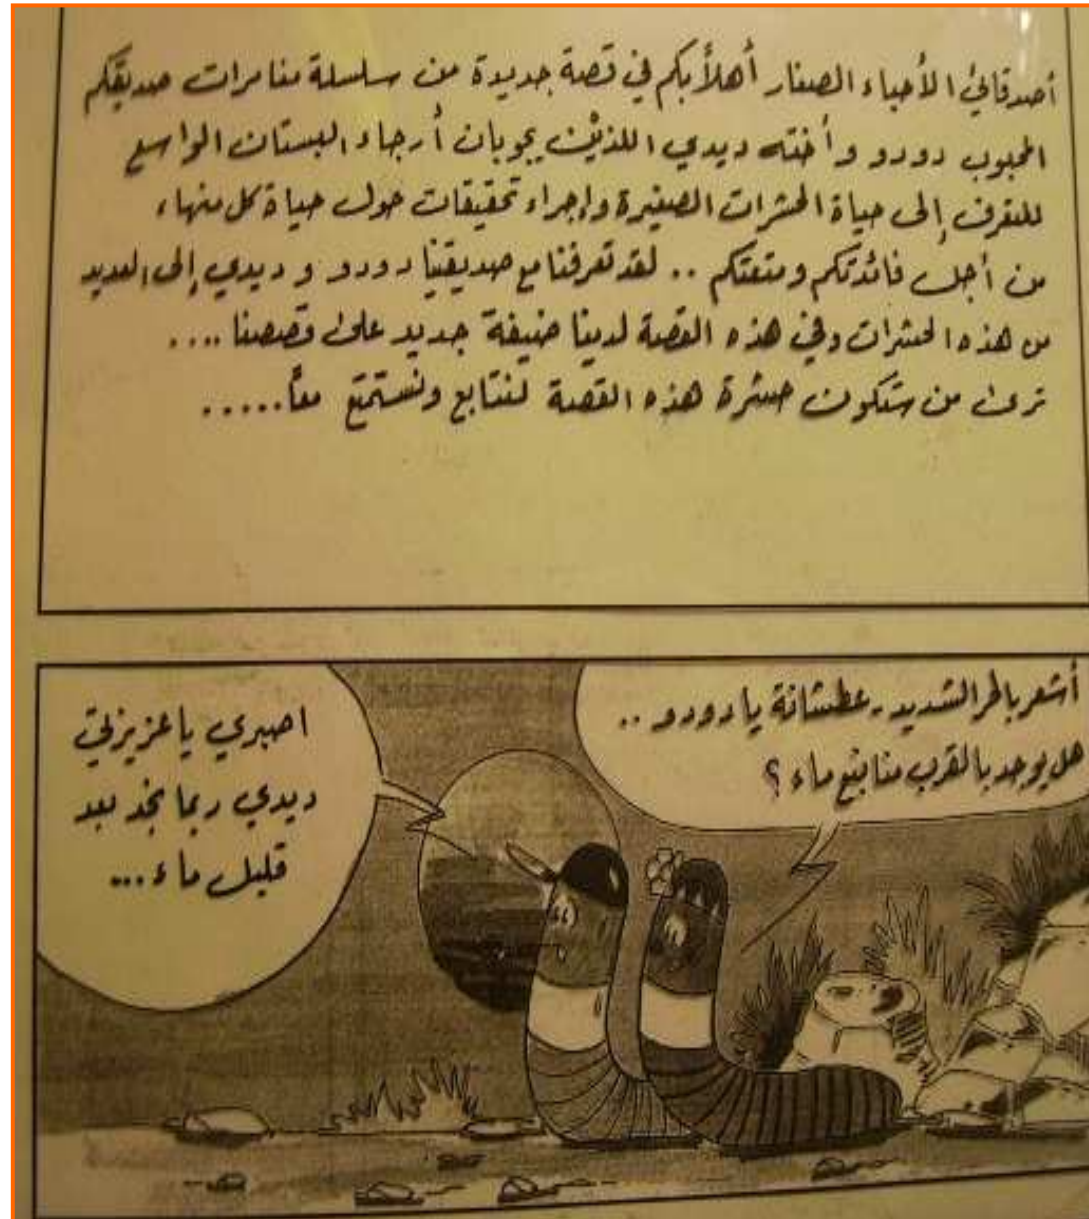 أصدقائي الأحباء الصغار أهلاً بكم في قصة جديدة من سلسلة مغامرات صديقكم
المحبوب دودو وأخته ديدي اللذين يجوبان أرجاء البستان الواسع
للتعرف إلى حياة الحشرات الصغيرة وإجراء تحقيقات حول حياة كل منهاء
من أجل فائدتكم ومتعتكم .. لقد تعرفنا مع صديقينا دودو و ديدي إلى العديد
من هذه الحشرات وفي هذه القصة لدينا ضيفة جديد على قصصنا ....
ترى من ستكون حشرة هذه القصة لنتابع ونستمتع معاً.....
أشعر بالحر الشديد - عطشانة يا دودو ..
هل يوجد بالقرب منا نبع ماء ؟
اصبري يا عزيزتي
ديدي ربما نجد بعد
قليل ماء ...